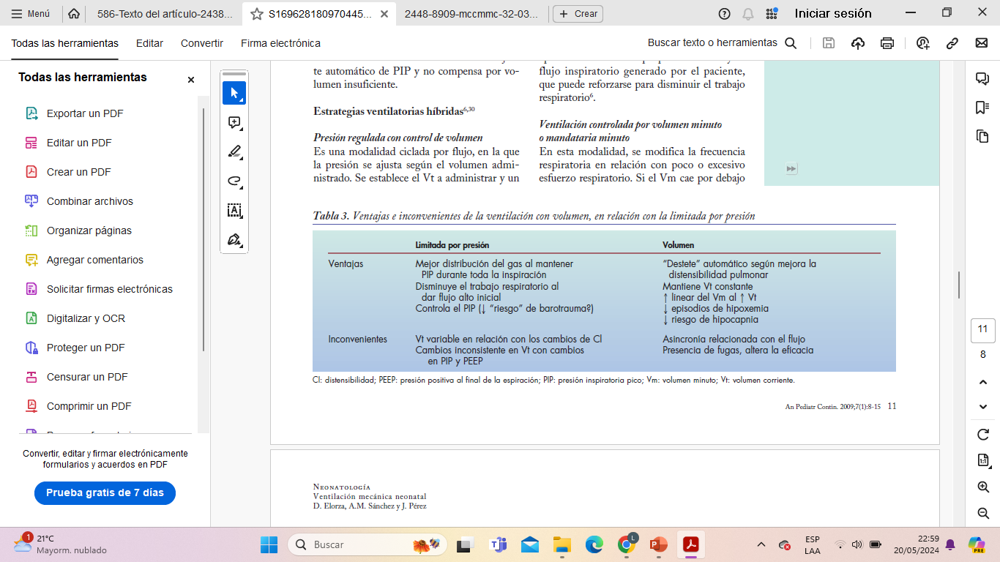 Menú
586-Texto del artículo-2438...
S169628180970445...
2448-8909-mccmmc-32-03...
Crear
Iniciar sesión
Todas las herramientas
Editar
Convertir
Firma electrónica
Buscar texto o herramientas
Todas las herramientas
Exportar un PDF
Editar un PDF
Crear un PDF
Combinar archivos
Organizar páginas
Agregar comentarios
Solicitar firmas electrónicas
Digitalizar y OCR
Proteger un PDF
Censurar un PDF
Comprimir un PDF
Convertir, editar y firmar electrónicamente
formularios y acuerdos en PDF
Prueba gratis de 7 días
te automático de PIP y no compensa por vo-
lumen insuficiente.
Estrategias ventilatorias híbridas6,30
Presión regulada con control de volumen
Es una modalidad ciclada por flujo, en la que
la presión se ajusta según el volumen admi-
nistrado. Se establece el Vt a administrar y un
flujo inspiratorio generado por el paciente,
que puede reforzarse para disminuir el trabajo
respiratorio6.
Ventilación controlada por volumen minuto
o mandataria minuto
En esta modalidad, se modifica la frecuencia
respiratoria en relación con poco o excesivo
esfuerzo respiratorio. Si el Vm cae por debajo
Tabla 3. Ventajas e inconvenientes de la ventilación con volumen, en relación con la limitada por presión
Limitada por presión Volumen
Ventajas Mejor distribución del gas al mantener "Destete" automático según mejora la
PIP durante toda la inspiración distensibilidad pulmonar
Disminuye el trabajo respiratorio al Mantiene Vt constante
dar flujo alto inicial ↑ linear del Vm al ↑ Vt
Controla el PIP (↓ "riesgo" de barotrauma?) ↓ episodios de hipoxemia
↓ riesgo de hipocapnia
Inconvenientes Vt variable en relación con los cambios de Cl Asincronía relacionada con el flujo
Cambios inconsistente en Vt con cambios Presencia de fugas, altera la eficacia
en PIP y PEEP
Cl: distensibilidad; PEEP: presión positiva al final de la espiración; PIP: presión inspiratoria pico; Vm: volumen minuto; Vt: volumen corriente.
An Pediatr Contin. 2009;7(1):8-15 11
Neonatología
Ventilación mecánica neonatal
D. Elorza, A.M. Sánchez y J. Pérez
11
8
1:1
1
21°C
Mayorm. nublado
Buscar
L
ESP
LAA
22:59
20/05/2024
PRE